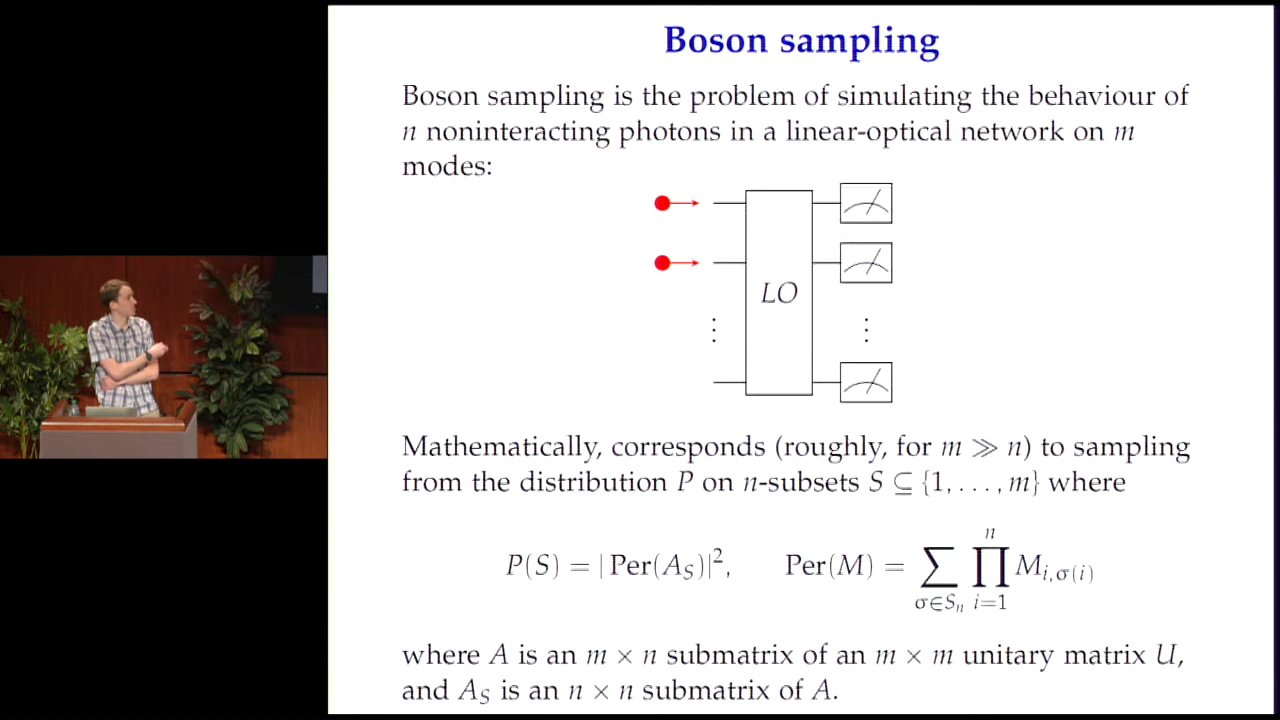 Boson sampling
Boson sampling is the problem of simulating the behaviour of
n noninteracting photons in a linear-optical network on m
modes:
LO
⋮ ⋮
Mathematically, corresponds (roughly, for m ≫ n) to sampling
from the distribution P on n-subsets S ⊆ {1, . . . , m} where
P(S) = | Per(A_S)|², Per(M) = ∑_{σ∈S_n} ∏_{i=1}^{n} M_{i,σ(i)}
where A is an m × n submatrix of an m × m unitary matrix U,
and A_S is an n × n submatrix of A.